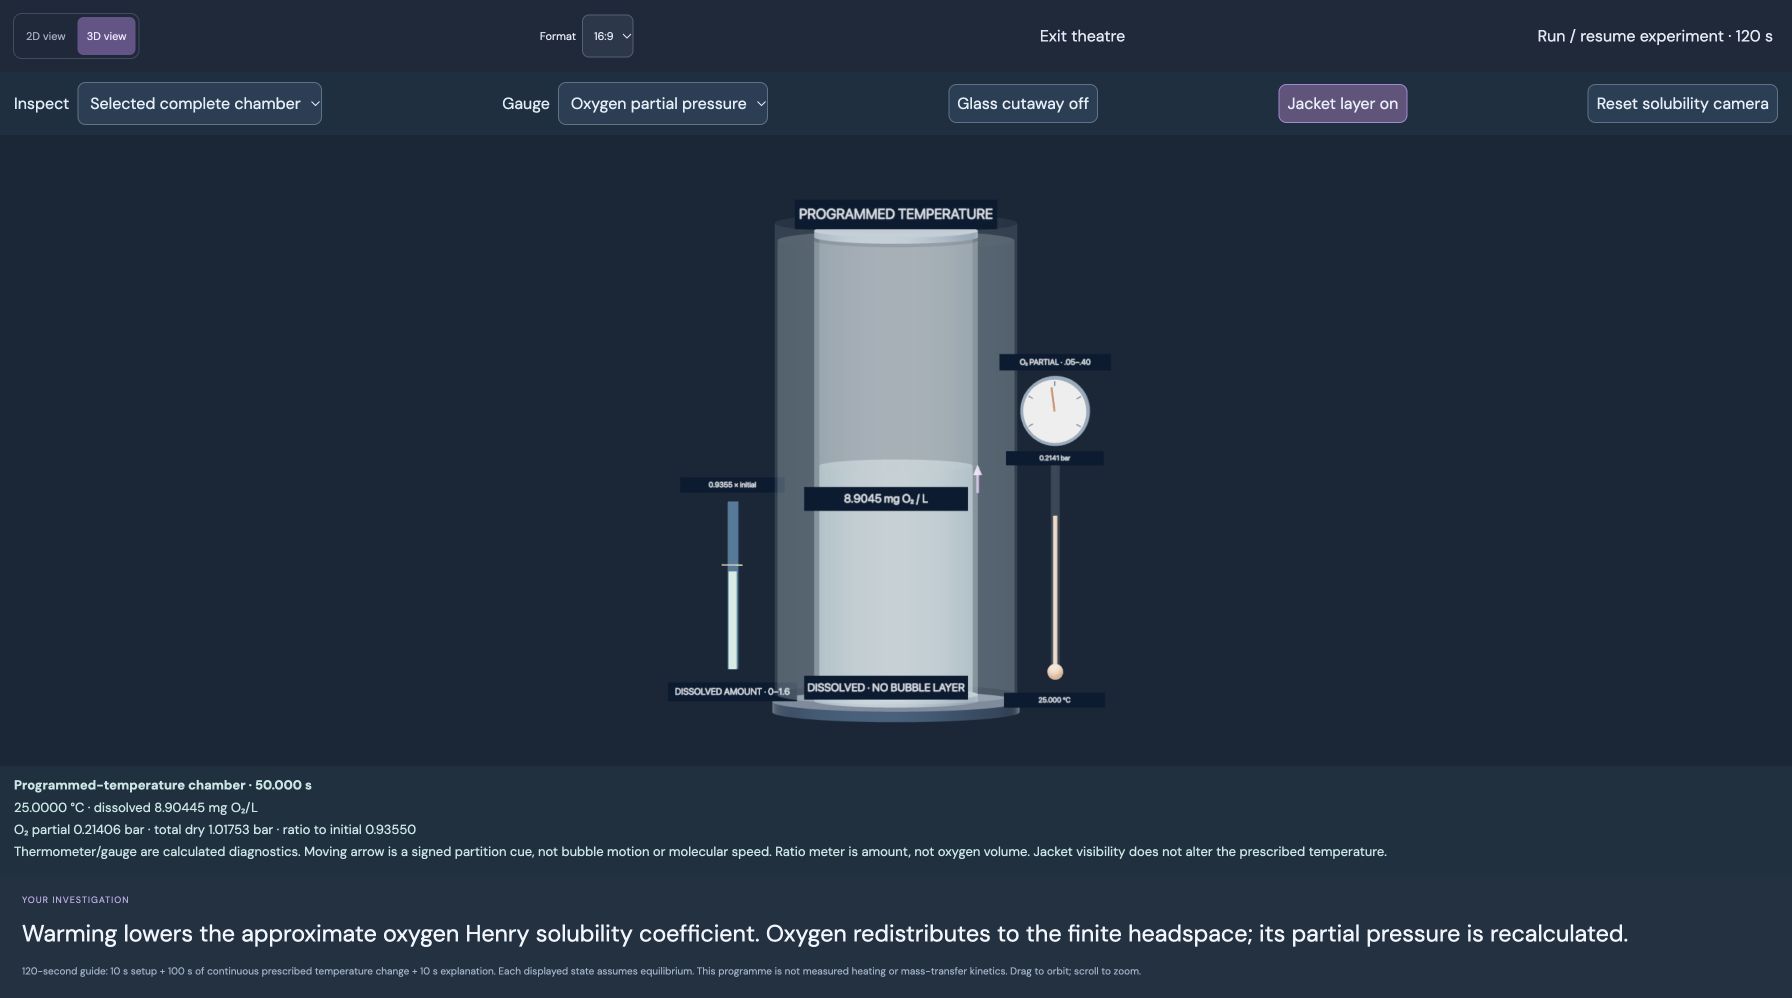 2D view 3D view Format 16:9 Exit theatre Run / resume experiment · 120 s
Inspect Selected complete chamber Gauge Oxygen partial pressure Glass cutaway off Jacket layer on Reset solubility camera
PROGRAMMED TEMPERATURE
O₂ PARTIAL · .05–.40
0.2141 bar
0.9355 × initial
8.9045 mg O₂ / L
DISSOLVED AMOUNT · 0–1.6
DISSOLVED · NO BUBBLE LAYER
25.000 °C
Programmed-temperature chamber · 50.000 s
25.0000 °C · dissolved 8.90445 mg O₂/L
O₂ partial 0.21406 bar · total dry 1.01753 bar · ratio to initial 0.93550
Thermometer/gauge are calculated diagnostics. Moving arrow is a signed partition cue, not bubble motion or molecular speed. Ratio meter is amount, not oxygen volume. Jacket visibility does not alter the prescribed temperature.
YOUR INVESTIGATION
Warming lowers the approximate oxygen Henry solubility coefficient. Oxygen redistributes to the finite headspace; its partial pressure is recalculated.
120-second guide: 10 s setup + 100 s of continuous prescribed temperature change + 10 s explanation. Each displayed state assumes equilibrium. This programme is not measured heating or mass-transfer kinetics. Drag to orbit; scroll to zoom.